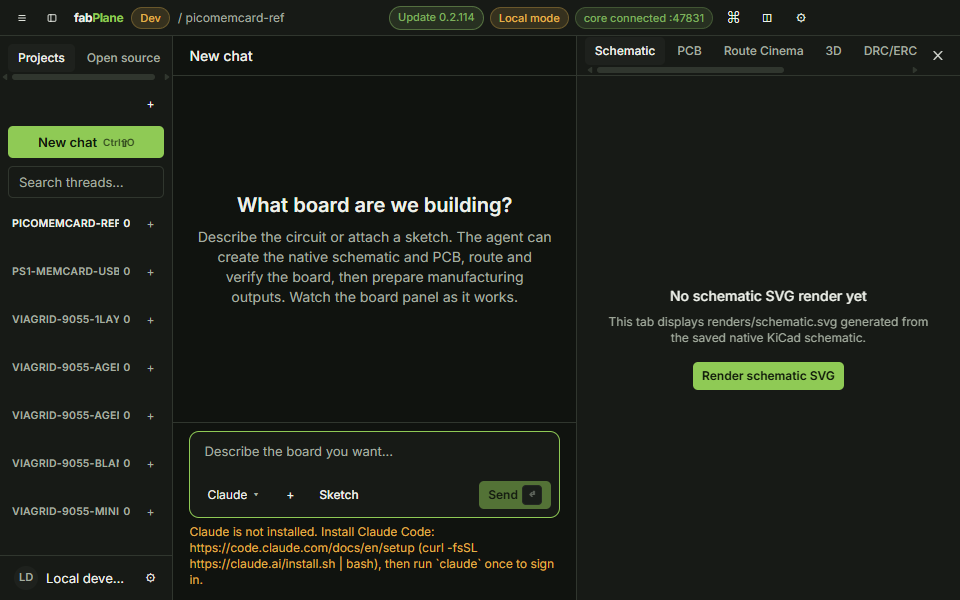 fabPlane Dev / picomemcard-ref Update 0.2.114 Local mode core connected :47831
Projects Open source
New chat
Search threads...
PICOMEMCARD-REF 0 +
PS1-MEMCARD-USB 0 +
VIAGRID-9055-1LAY 0 +
VIAGRID-9055-AGEI 0 +
VIAGRID-9055-AGEI 0 +
VIAGRID-9055-BLAI 0 +
VIAGRID-9055-MINI 0 +
LD Local deve...
New chat
What board are we building?
Describe the circuit or attach a sketch. The agent can
create the native schematic and PCB, route and
verify the board, then prepare manufacturing
outputs. Watch the board panel as it works.
Describe the board you want...
Claude + Sketch Send
Claude is not installed. Install Claude Code:
https://code.claude.com/docs/en/setup (curl -fsSL
https://claude.ai/install.sh | bash), then run `claude` once to sign
in.
Schematic PCB Route Cinema 3D DRC/ERC
No schematic SVG render yet
This tab displays renders/schematic.svg generated from
the saved native KiCad schematic.
Render schematic SVG